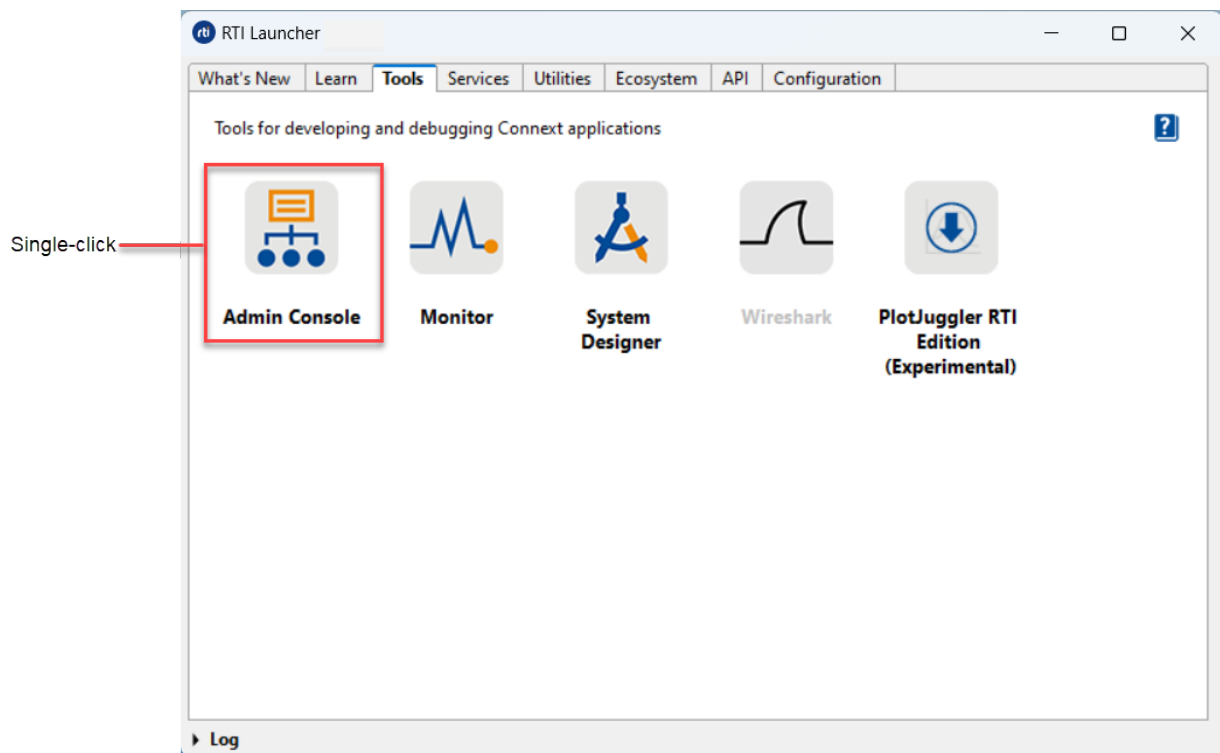 rti RTI Launcher
What's New Learn Tools Services Utilities Ecosystem API Configuration
Tools for developing and debugging Connext applications
?
Single-click
Admin Console Monitor System Wireshark PlotJuggler RTI
Designer Edition
(Experimental)
Log